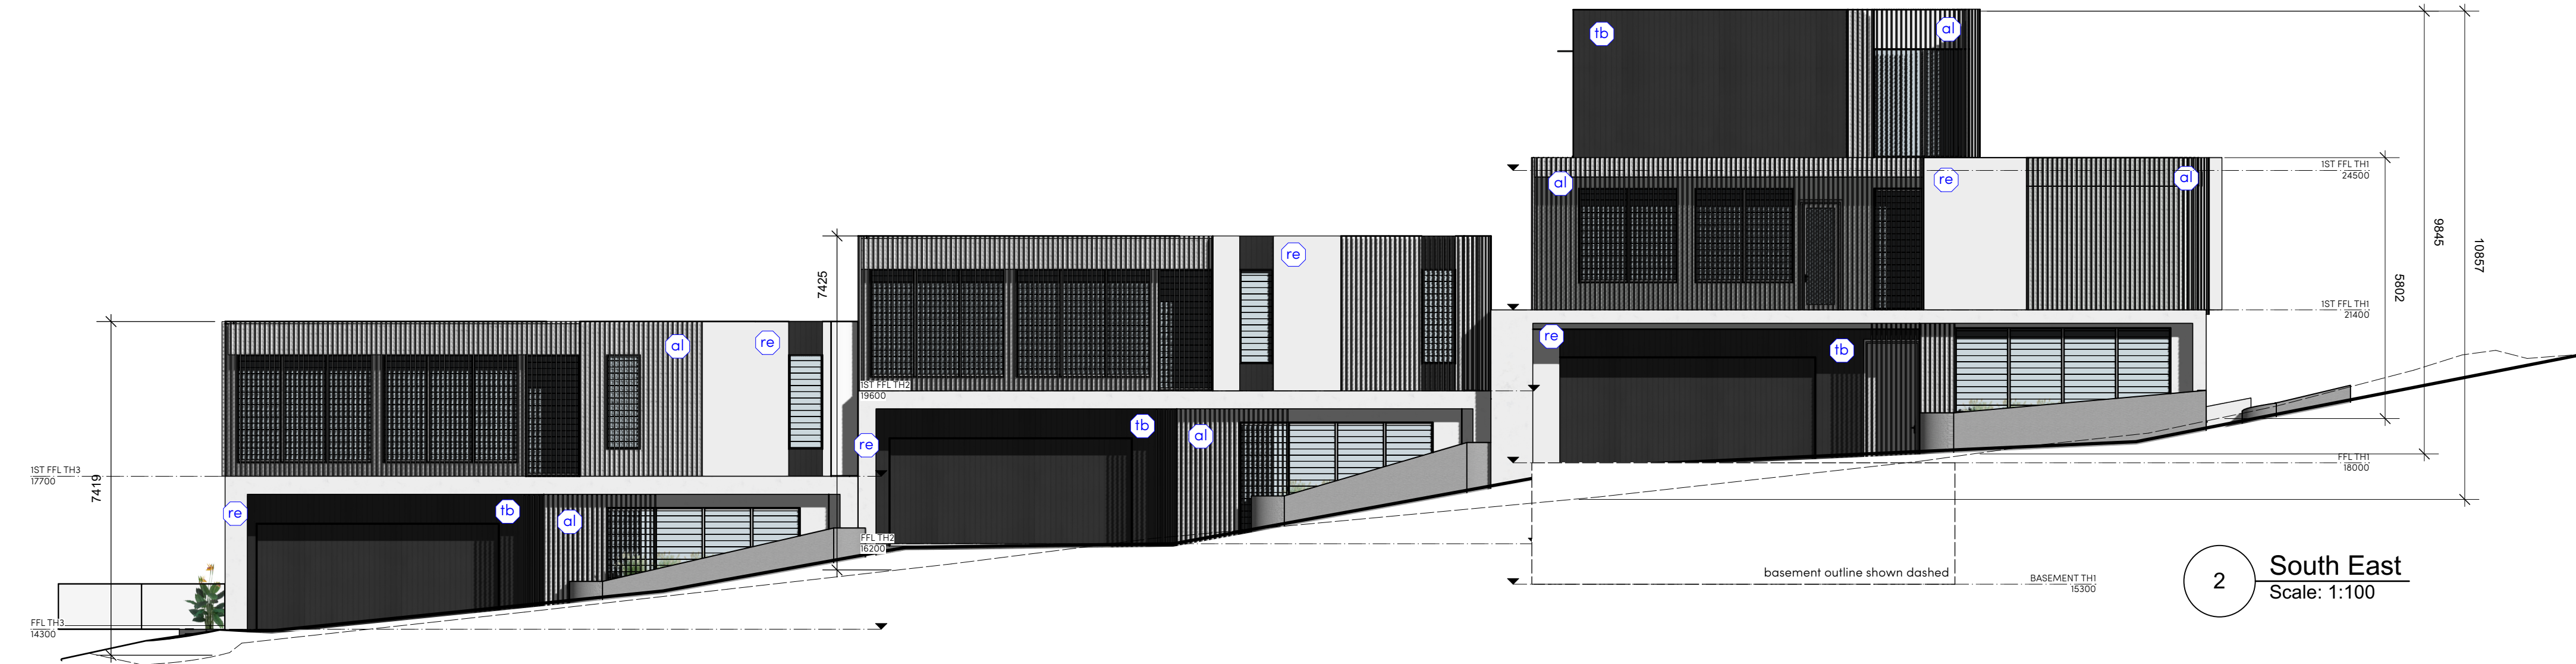 tb
al
1ST FFL TH1
24500
al
re
al
9845
10857
5802
7425
re
1ST FFL TH1
21400
7419
al
re
re
tb
1ST FFL TH2
19600
re
tb
al
1ST FFL TH3
17700
FFL TH1
18000
re
tb
al
FFL TH2
16200
basement outline shown dashed
BASEMENT TH1
15300
2
South East
Scale: 1:100
FFL TH3
14300